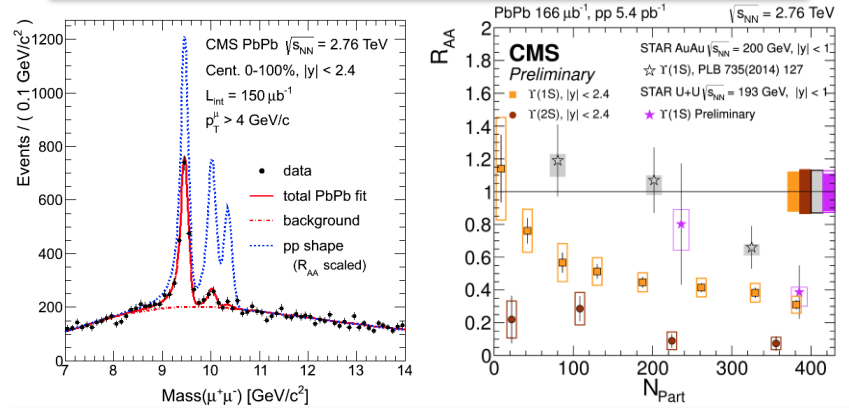 Events / ( 0.1 GeV/c²)
1200
1000
800
600
400
200
0
7 8 9 10 11 12 13 14
Mass(μ⁺μ⁻) [GeV/c²]
CMS PbPb √sNN = 2.76 TeV
Cent. 0-100%, |y| < 2.4
Lint = 150 μb⁻¹
pTμ > 4 GeV/c
data
total PbPb fit
background
pp shape
(RAA scaled)
PbPb 166 μb⁻¹, pp 5.4 pb⁻¹ √sNN = 2.76 TeV
RAA
2
1.8
1.6
1.4
1.2
1
0.8
0.6
0.4
0.2
0
0 100 200 300 400
NPart
CMS
Preliminary
ϒ(1S), |y| < 2.4
ϒ(2S), |y| < 2.4
STAR AuAu √sNN = 200 GeV, |y| < 1
ϒ(1S), PLB 735(2014) 127
STAR U+U √sNN = 193 GeV, |y| < 1
ϒ(1S) Preliminary